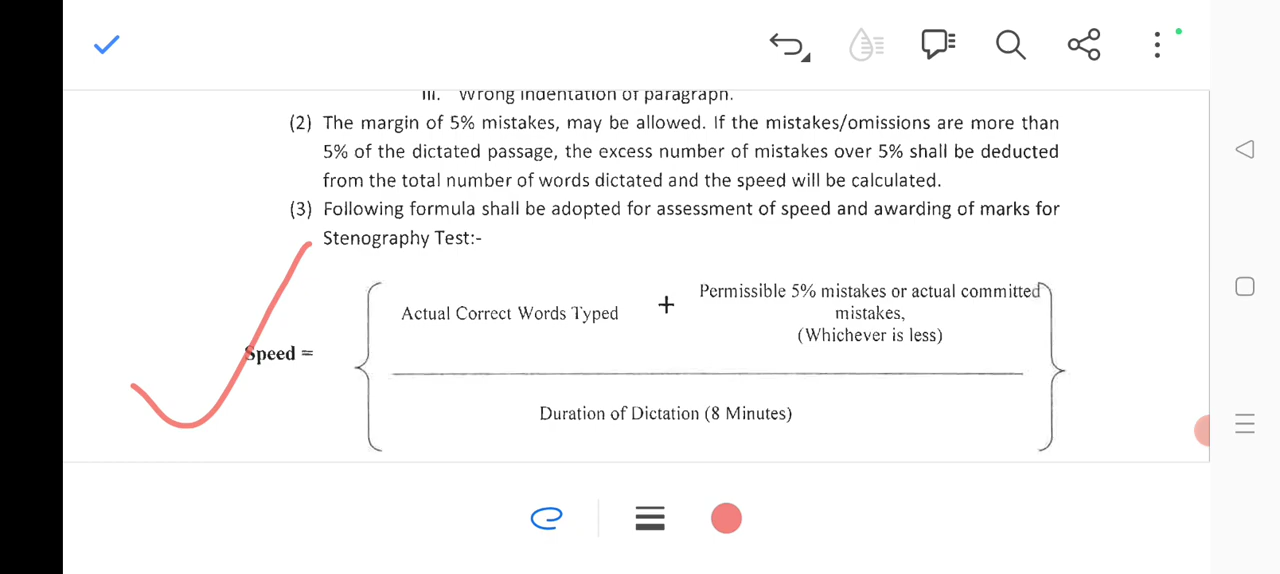 III. Wrong indentation of paragraph.
(2) The margin of 5% mistakes, may be allowed. If the mistakes/omissions are more than
5% of the dictated passage, the excess number of mistakes over 5% shall be deducted
from the total number of words dictated and the speed will be calculated.
(3) Following formula shall be adopted for assessment of speed and awarding of marks for
Stenography Test:-
Permissible 5% mistakes or actual committed
Actual Correct Words Typed + mistakes,
(Whichever is less)
Speed =
Duration of Dictation (8 Minutes)